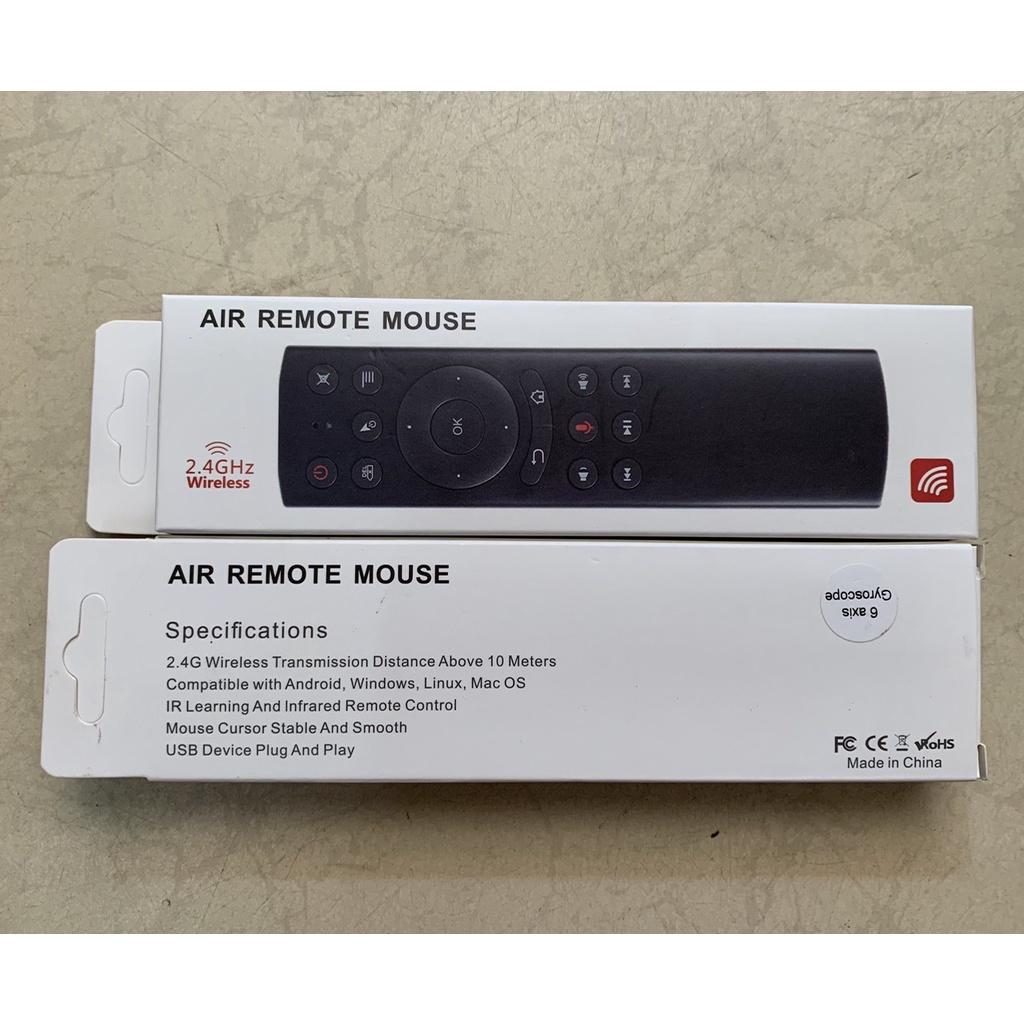 AIR REMOTE MOUSE
OK
DEL
2.4GHz
Wireless
AIR REMOTE MOUSE
6 axis
Gyroscope
Specifications
2.4G Wireless Transmission Distance Above 10 Meters
Compatible with Android, Windows, Linux, Mac OS
IR Learning And Infrared Remote Control
Mouse Cursor Stable And Smooth
USB Device Plug And Play
FC CE RoHS
Made in China